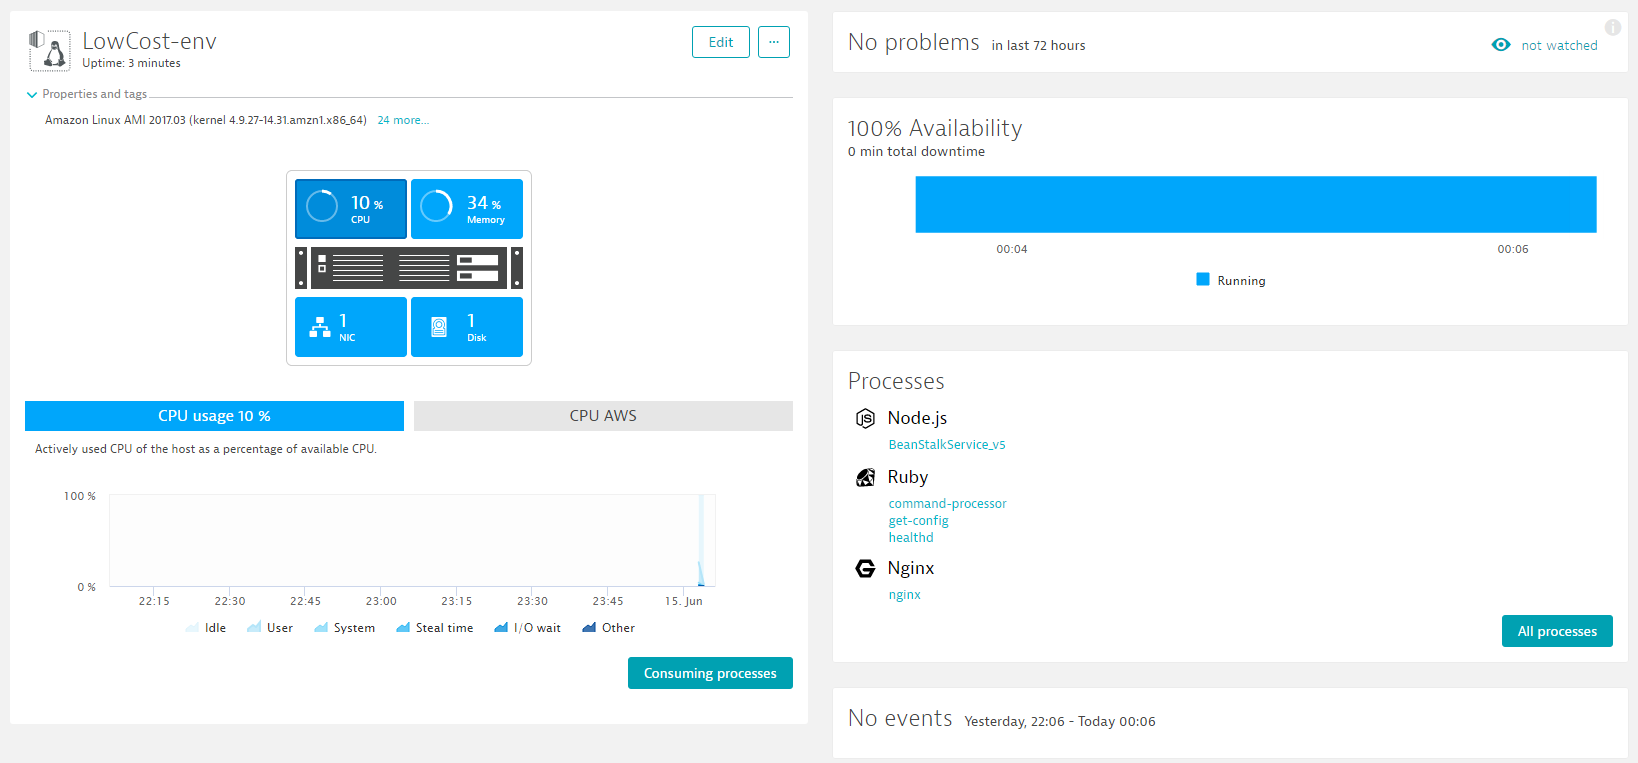 LowCost-env
Uptime: 3 minutes
Edit
...
Properties and tags
Amazon Linux AMI 2017.03 (kernel 4.9.27-14.31.amzn1.x86_64) 24 more...
10 % CPU
34 % Memory
1 NIC
1 Disk
CPU usage 10 %
CPU AWS
Actively used CPU of the host as a percentage of available CPU.
100 %
0 %
22:15 22:30 22:45 23:00 23:15 23:30 23:45 15. Jun
Idle User System Steal time I/O wait Other
Consuming processes
No problems in last 72 hours
not watched
100% Availability
0 min total downtime
00:04 00:06
Running
Processes
Node.js
BeanStalkService_v5
Ruby
command-processor
get-config
healthd
Nginx
nginx
All processes
No events Yesterday, 22:06 - Today 00:06